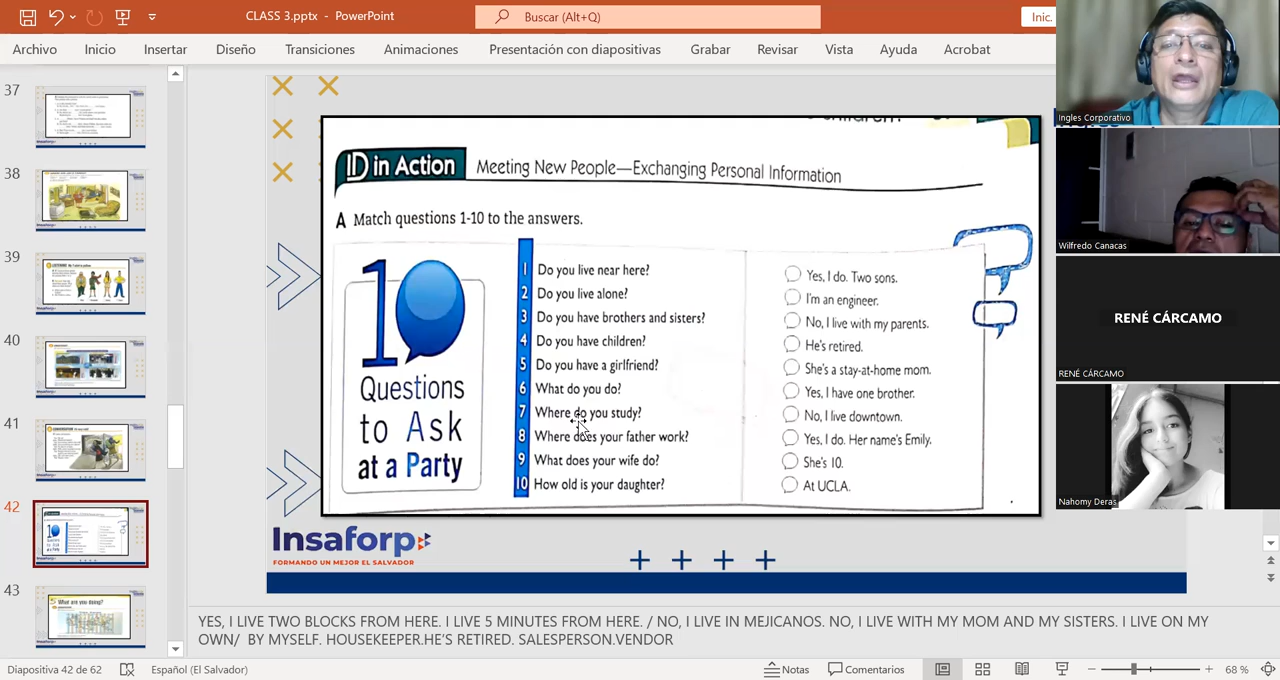 CLASS 3.pptx - PowerPoint
Buscar (Alt+Q)
Inic.
Archivo Inicio Insertar Diseño Transiciones Animaciones Presentación con diapositivas Grabar Revisar Vista Ayuda Acrobat
37
38
39
40
41
42
43
What are you doing?
ID in Action Meeting New People—Exchanging Personal Information
A Match questions 1-10 to the answers.
10
Questions
to Ask
at a Party
1 Do you live near here?
2 Do you live alone?
3 Do you have brothers and sisters?
4 Do you have children?
5 Do you have a girlfriend?
6 What do you do?
7 Where do you study?
8 Where does your father work?
9 What does your wife do?
10 How old is your daughter?
Yes, I do. Two sons.
I'm an engineer.
No, I live with my parents.
He's retired.
She's a stay-at-home mom.
Yes, I have one brother.
No, I live downtown.
Yes, I do. Her name's Emily.
She's 10.
At UCLA.
Insaforp
FORMANDO UN MEJOR EL SALVADOR
YES, I LIVE TWO BLOCKS FROM HERE. I LIVE 5 MINUTES FROM HERE. / NO, I LIVE IN MEJICANOS. NO, I LIVE WITH MY MOM AND MY SISTERS. I LIVE ON MY
OWN/ BY MYSELF. HOUSEKEEPER.HE'S RETIRED. SALESPERSON.VENDOR
Diapositiva 42 de 62 Español (El Salvador) Notas Comentarios 68 %
Ingles Corporativo
Wilfredo Canacas
RENÉ CÁRCAMO
RENÉ CÁRCAMO
Nahomy Deras